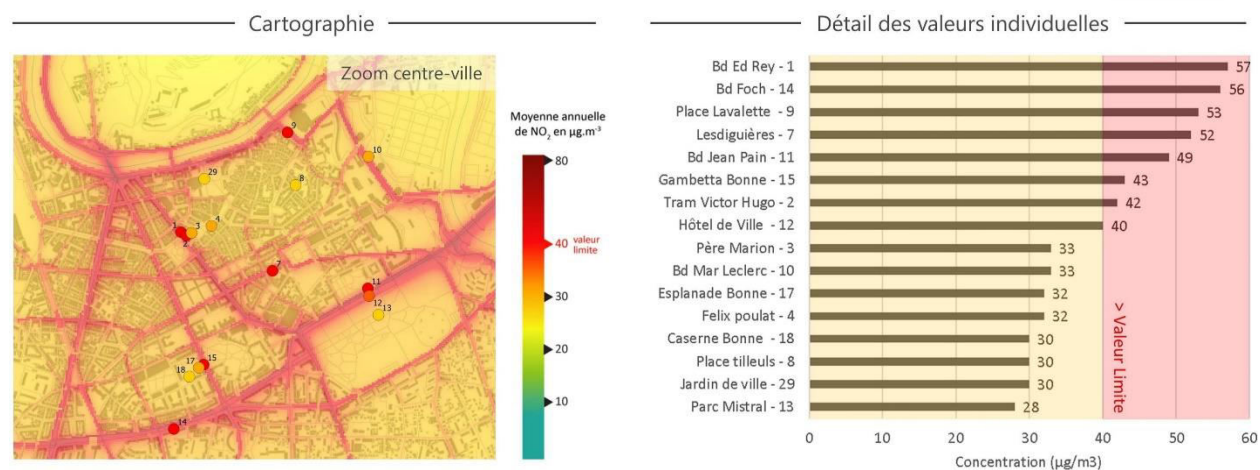 Cartographie
Zoom centre-ville
9
10
29
8
1
3
4
2
7
11
12
13
17
15
18
14
Moyenne annuelle
de NO₂ en µg.m⁻³
80
40 valeur
limite
30
20
10
Détail des valeurs individuelles
Bd Ed Rey - 1 57
Bd Foch - 14 56
Place Lavalette - 9 53
Lesdiguières - 7 52
Bd Jean Pain - 11 49
Gambetta Bonne - 15 43
Tram Victor Hugo - 2 42
Hôtel de Ville - 12 40
Père Marion - 3 33
Bd Mar Leclerc - 10 33
Esplanade Bonne - 17 32
Felix poulat - 4 32
Caserne Bonne - 18 30
Place tilleuls - 8 30
Jardin de ville - 29 30
Parc Mistral - 13 28
> Valeur Limite
0 10 20 30 40 50 60
Concentration (µg/m3)